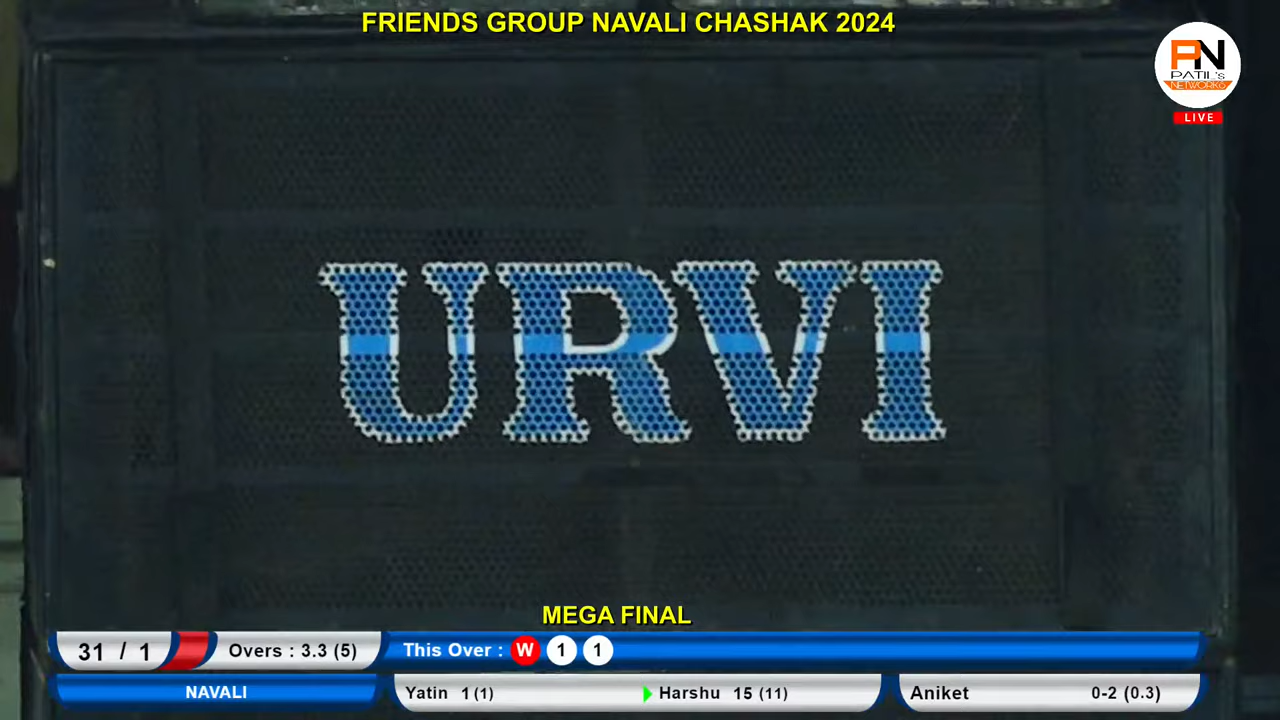 FRIENDS GROUP NAVALI CHASHAK 2024
PN
PATIL's
NETWORKS
LIVE
URVI
MEGA FINAL
31 / 1 Overs : 3.3 (5) This Over : W 1 1
NAVALI Yatin 1 (1) Harshu 15 (11) Aniket 0-2 (0.3)